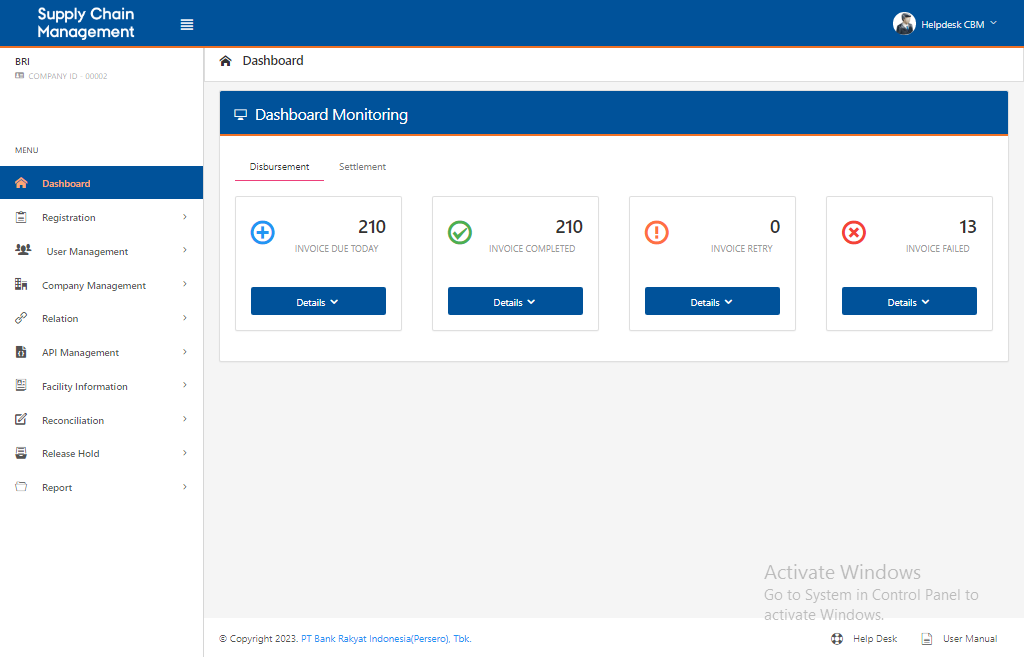 Supply Chain
Management
Helpdesk CBM
BRI
COMPANY ID - 00002
Dashboard
MENU
Dashboard
Registration
User Management
Company Management
Relation
API Management
Facility Information
Reconciliation
Release Hold
Report
Dashboard Monitoring
Disbursement Settlement
210
INVOICE DUE TODAY
Details
210
INVOICE COMPLETED
Details
0
INVOICE RETRY
Details
13
INVOICE FAILED
Details
Activate Windows
Go to System in Control Panel to
activate Windows.
© Copyright 2023. PT Bank Rakyat Indonesia(Persero), Tbk.
Help Desk User Manual